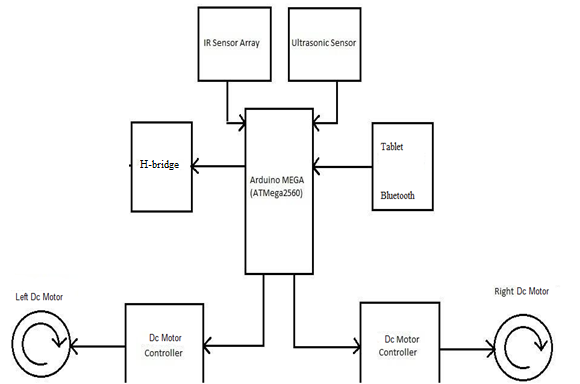 IR Sensor Array
Ultrasonic Sensor
H-bridge
Arduino MEGA
(ATMega2560)
Tablet
Bluetooth
Left Dc Motor
Dc Motor
Controller
Dc Motor
Controller
Right Dc Motor